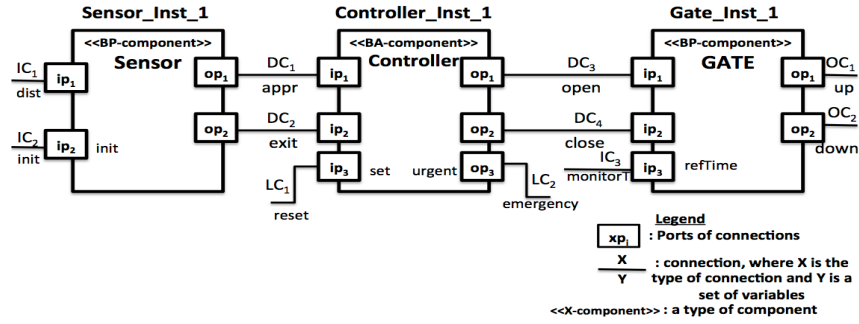 Sensor_Inst_1
Controller_Inst_1
Gate_Inst_1
<<BP-component>>
Sensor
<<BA-component>>
Controller
<<BP-component>>
GATE
IC1
dist
ip1
op1
DC1
appr
ip1
op1
DC3
open
ip1
op1
OC1
up
IC2
init
ip2
init
op2
DC2
exit
ip2
op2
DC4
close
ip2
op2
OC2
down
LC1
reset
ip3
set
urgent
op3
LC2
emergency
IC3
monitorT
ip3
refTime
Legend
xpi : Ports of connections
X
Y
: connection, where X is the
type of connection and Y is a
set of variables
<<X-component>> : a type of component